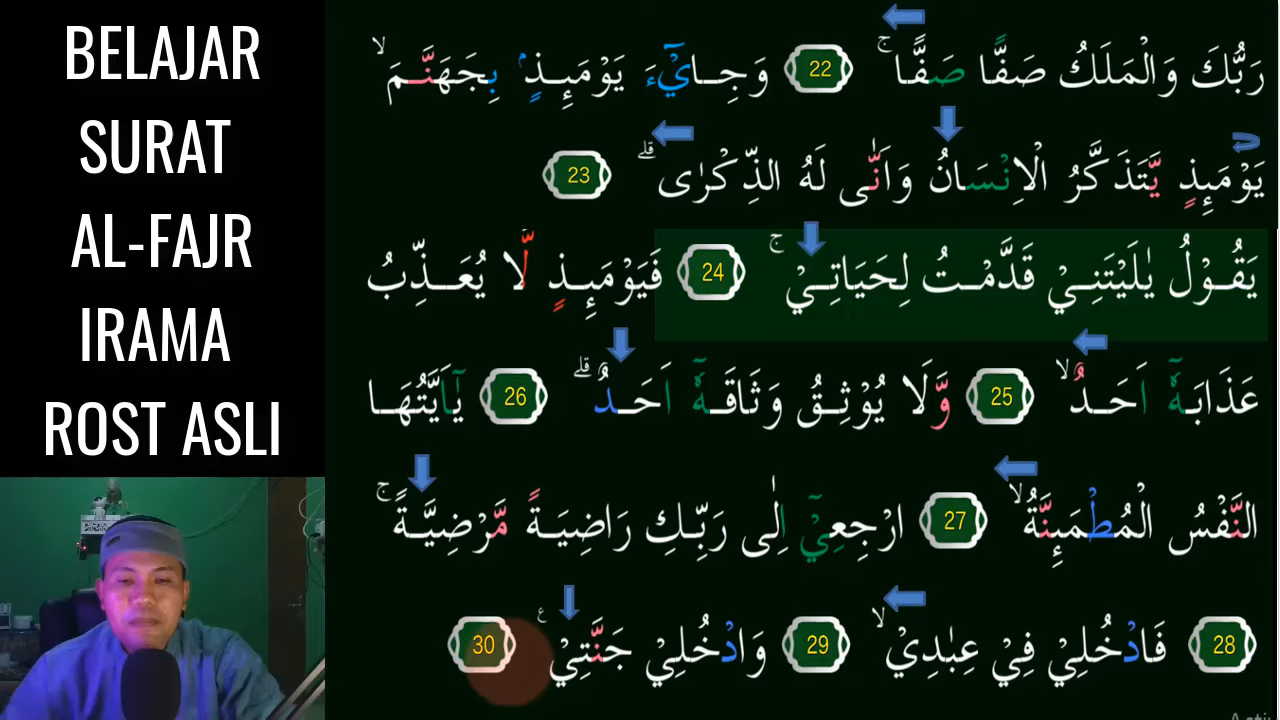 BELAJAR
SURAT
AL-FAJR
IRAMA
ROST ASLI
رَبُّكَ وَالْمَلَكُ صَفًّا صَفًّاۚ 22 وَجِايْۤءَ يَوْمَىِٕذٍۢ بِجَهَنَّمَۙ
يَوْمَىِٕذٍ يَّتَذَكَّرُ الْاِنْسَانُ وَاَنّٰى لَهُ الذِّكْرٰىۗ 23
يَقُوْلُ يٰلَيْتَنِيْ قَدَّمْتُ لِحَيَاتِيْۚ 24 فَيَوْمَىِٕذٍ لَّا يُعَذِّبُ
عَذَابَهٗٓ اَحَدٌۙ 25 وَّلَا يُوْثِقُ وَثَاقَهٗٓ اَحَدٌۗ 26 يٰٓاَيَّتُهَا
النَّفْسُ الْمُطْمَىِٕنَّةُۙ 27 ارْجِعِيْٓ اِلٰى رَبِّكِ رَاضِيَةً مَّرْضِيَّةًۚ
28 فَادْخُلِيْ فِيْ عِبٰدِيْۙ 29 وَادْخُلِيْ جَنَّتِيْࣖ 30